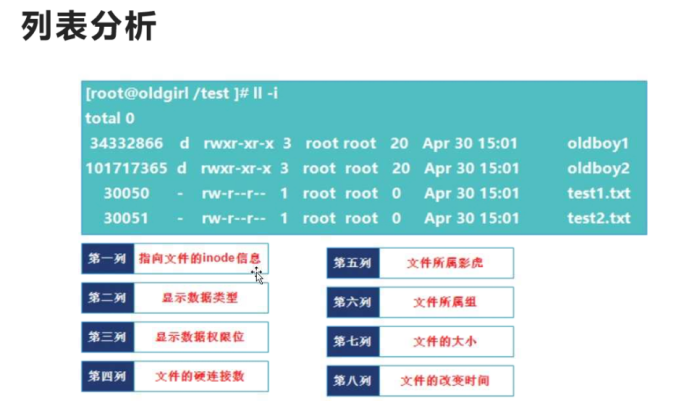 列表分析
[root@oldgirl /test ]# ll -i
total 0
34332866 d rwxr-xr-x 3 root root 20 Apr 30 15:01 oldboy1
101717365 d rwxr-xr-x 3 root root 20 Apr 30 15:01 oldboy2
30050 - rw-r--r-- 1 root root 0 Apr 30 15:01 test1.txt
30051 - rw-r--r-- 1 root root 0 Apr 30 15:01 test2.txt
第一列 指向文件的inode信息
第二列 显示数据类型
第三列 显示数据权限位
第四列 文件的硬连接数
第五列 文件所属影虎
第六列 文件所属组
第七列 文件的大小
第八列 文件的改变时间